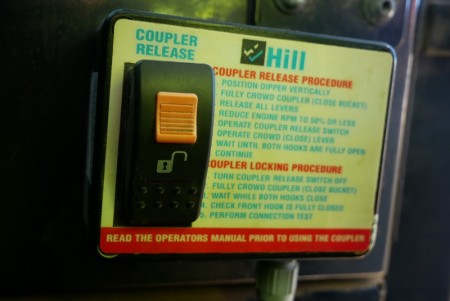 COUPLER
RELEASE
Hill
COUPLER RELEASE PROCEDURE
POSITION DIPPER VERTICALLY
FULLY CROWD COUPLER (CLOSE BUCKET)
RELEASE ALL LEVERS
REDUCE ENGINE RPM TO 50% OR LESS
OPERATE COUPLER RELEASE SWITCH
OPERATE CROWD (CLOSE) LEVER
WAIT UNTIL BOTH HOOKS ARE FULLY OPEN
CONTINUE
COUPLER LOCKING PROCEDURE
TURN COUPLER RELEASE SWITCH OFF
FULLY CROWD COUPLER (CLOSE BUCKET)
WAIT WHILE BOTH HOOKS CLOSE
CHECK FRONT HOOK IS FULLY CLOSED
PERFORM CONNECTION TEST
READ THE OPERATORS MANUAL PRIOR TO USING THE COUPLER